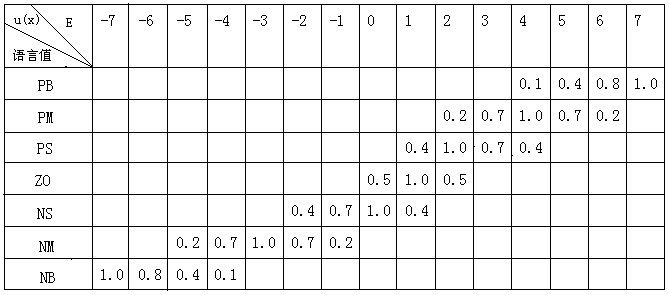 u(x) E -7 -6 -5 -4 -3 -2 -1 0 1 2 3 4 5 6 7
语言值
PB 0.1 0.4 0.8 1.0
PM 0.2 0.7 1.0 0.7 0.2
PS 0.4 1.0 0.7 0.4
ZO 0.5 1.0 0.5
NS 0.4 0.7 1.0 0.4
NM 0.2 0.7 1.0 0.7 0.2
NB 1.0 0.8 0.4 0.1